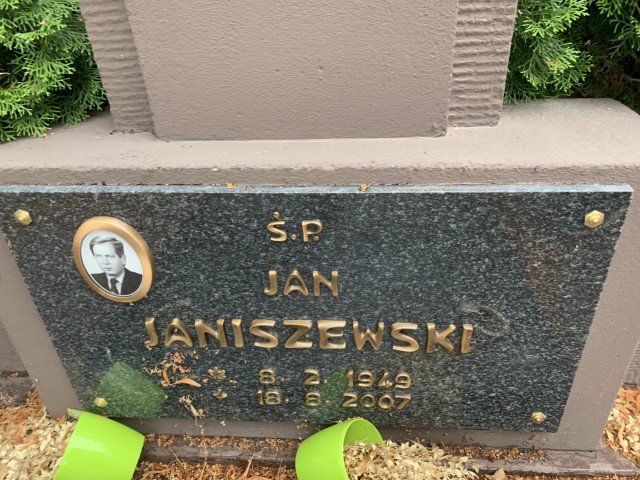 Ś.P.
JAN
JANISZEWSKI
* 8. 2. 1949
+ 18. 8 2007